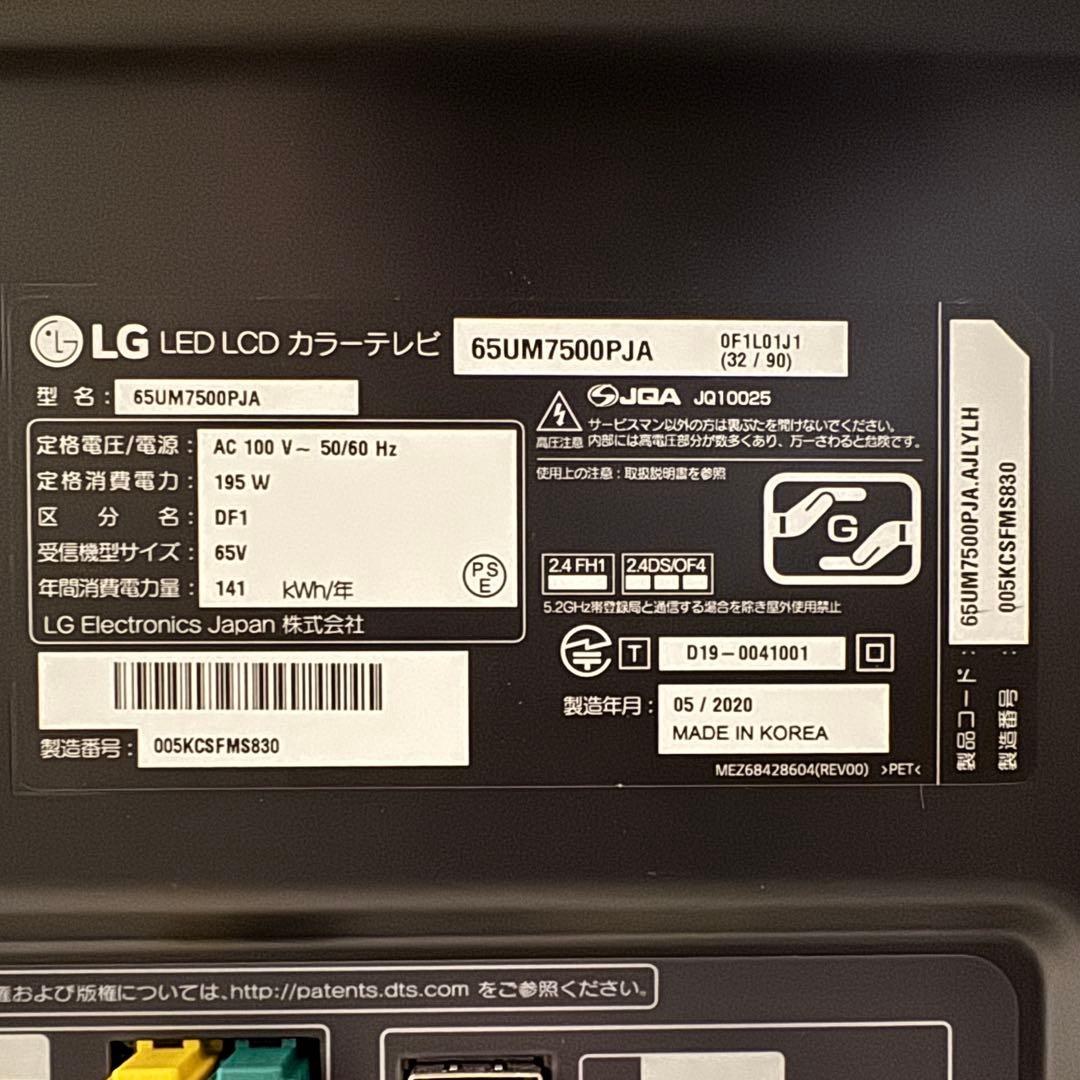 LG LED LCD カラーテレビ 65UM7500PJA 0F1L01J1
(32 / 90)
型 名 : 65UM7500PJA
定格電圧/電源 : AC 100 V～ 50/60 Hz
定格消費電力 : 195 W
区 分 名 : DF1
受信機型サイズ : 65V
年間消費電力量 : 141 kWh/年
PS
E
LG Electronics Japan 株式会社
製造番号 : 005KCSFMS830
JQA JQ10025
高圧注意
サービスマン以外の方は裏ぶたを開けないでください。
内部には高電圧部分が数多くあり、万一さわると危険です。
使用上の注意 : 取扱説明書を参照
G
2.4 FH1 2.4DS/OF4
5.2GHz帯登録局と通信する場合を除き屋外使用禁止
T D19-0041001
製造年月 : 05 / 2020
MADE IN KOREA
MEZ68428604(REV00) >PET<
製品コード : 65UM7500PJA.AJLYLH
製造番号 : 005KCSFMS830
および版権については、http://patents.dts.com をご参照ください。